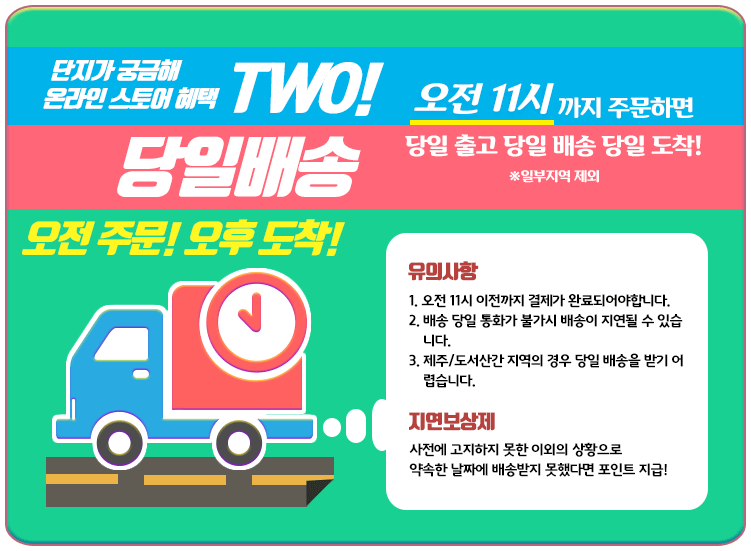 단지가 궁금해
온라인 스토어 혜택
TWO!
오전 11시까지 주문하면
당일배송
당일 출고 당일 배송 당일 도착!
※일부지역 제외
오전 주문! 오후 도착!
유의사항
1. 오전 11시 이전까지 결제가 완료되어야합니다.
2. 배송 당일 통화가 불가시 배송이 지연될 수 있습
니다.
3. 제주/도서산간 지역의 경우 당일 배송을 받기 어
렵습니다.
지연보상제
사전에 고지하지 못한 이외의 상황으로
약속한 날짜에 배송받지 못했다면 포인트 지급!